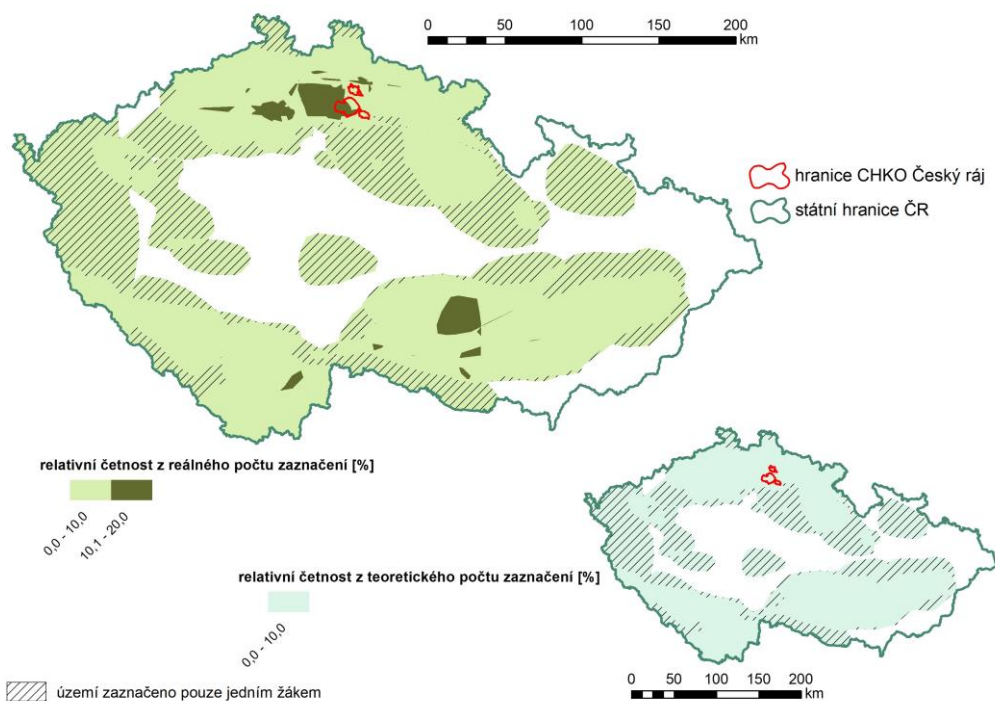 0 50 100 150 200
km
hranice CHKO Český ráj
státní hranice ČR
relativní četnost z reálného počtu zaznačení [%]
0,0 - 10,0
10,1 - 20,0
relativní četnost z teoretického počtu zaznačení [%]
0,0 - 10,0
území zaznačeno pouze jedním žákem
0 50 100 150 200
km